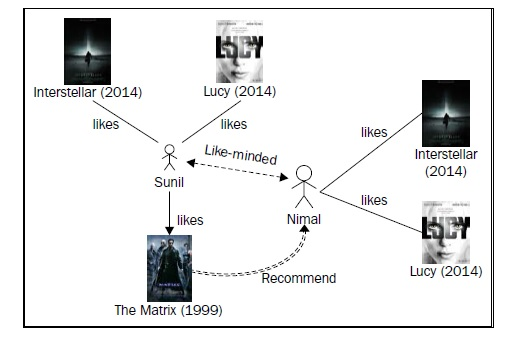 Interstellar (2014)
Lucy (2014)
LUCY
likes
likes
Like-minded
Sunil
likes
Nimal
likes
Interstellar
(2014)
likes
LUCY
Lucy (2014)
Recommend
The Matrix (1999)